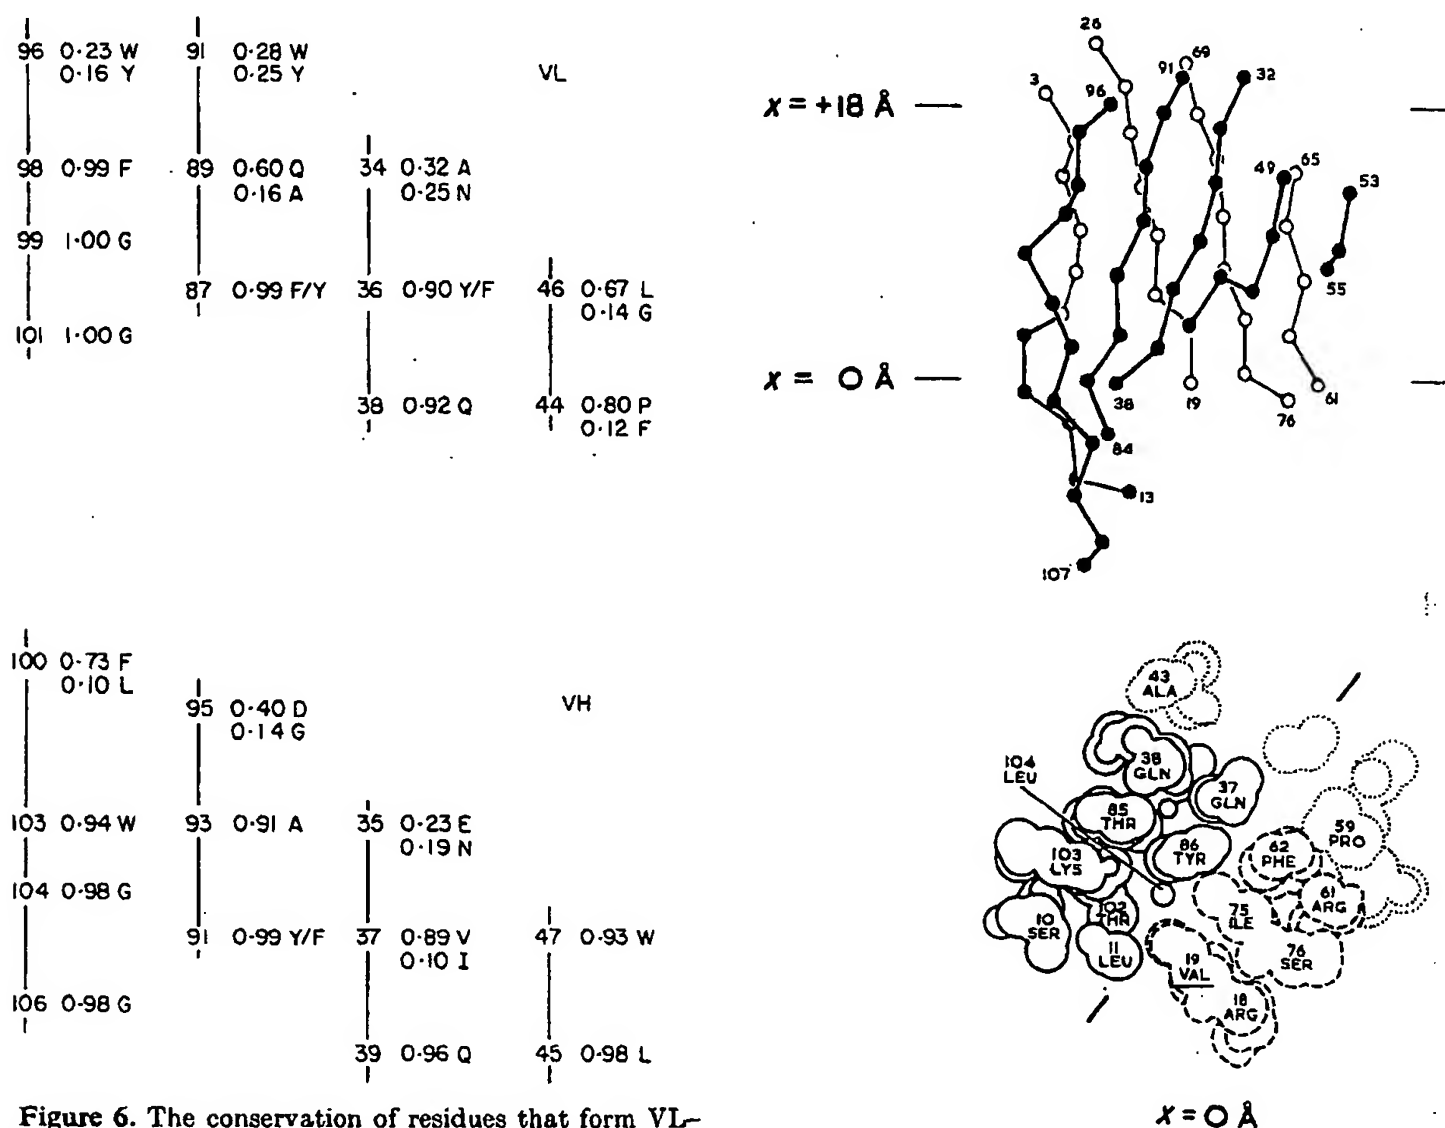 96 0·23 W 91 0·28 W
0·16 Y 0·25 Y VL
98 0·99 F 89 0·60 Q 34 0·32 A
0·16 A 0·25 N
99 1·00 G
87 0·99 F/Y 36 0·90 Y/F 46 0·67 L
0·14 G
101 1·00 G
38 0·92 Q 44 0·80 P
0·12 F
100 0·73 F
0·10 L
95 0·40 D VH
0·14 G
103 0·94 W 93 0·91 A 35 0·23 E
0·19 N
104 0·98 G
91 0·99 Y/F 37 0·89 V 47 0·93 W
0·10 I
106 0·98 G
39 0·96 Q 45 0·98 L
Figure 6. The conservation of residues that form VL–
26
69
3
96
91
32
x = +18 Å
49
65
53
55
x = 0 Å
38
19
76
61
84
13
107
43
ALA
104
LEU
38
GLN
37
GLN
85
THR
59
PRO
86
TYR
62
PHE
103
LYS
61
ARG
102
THR
10
SER
75
ILE
11
LEU
19
VAL
76
SER
18
ARG
x = 0 Å